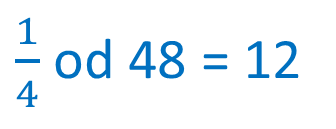 1/4 od 48 = 12